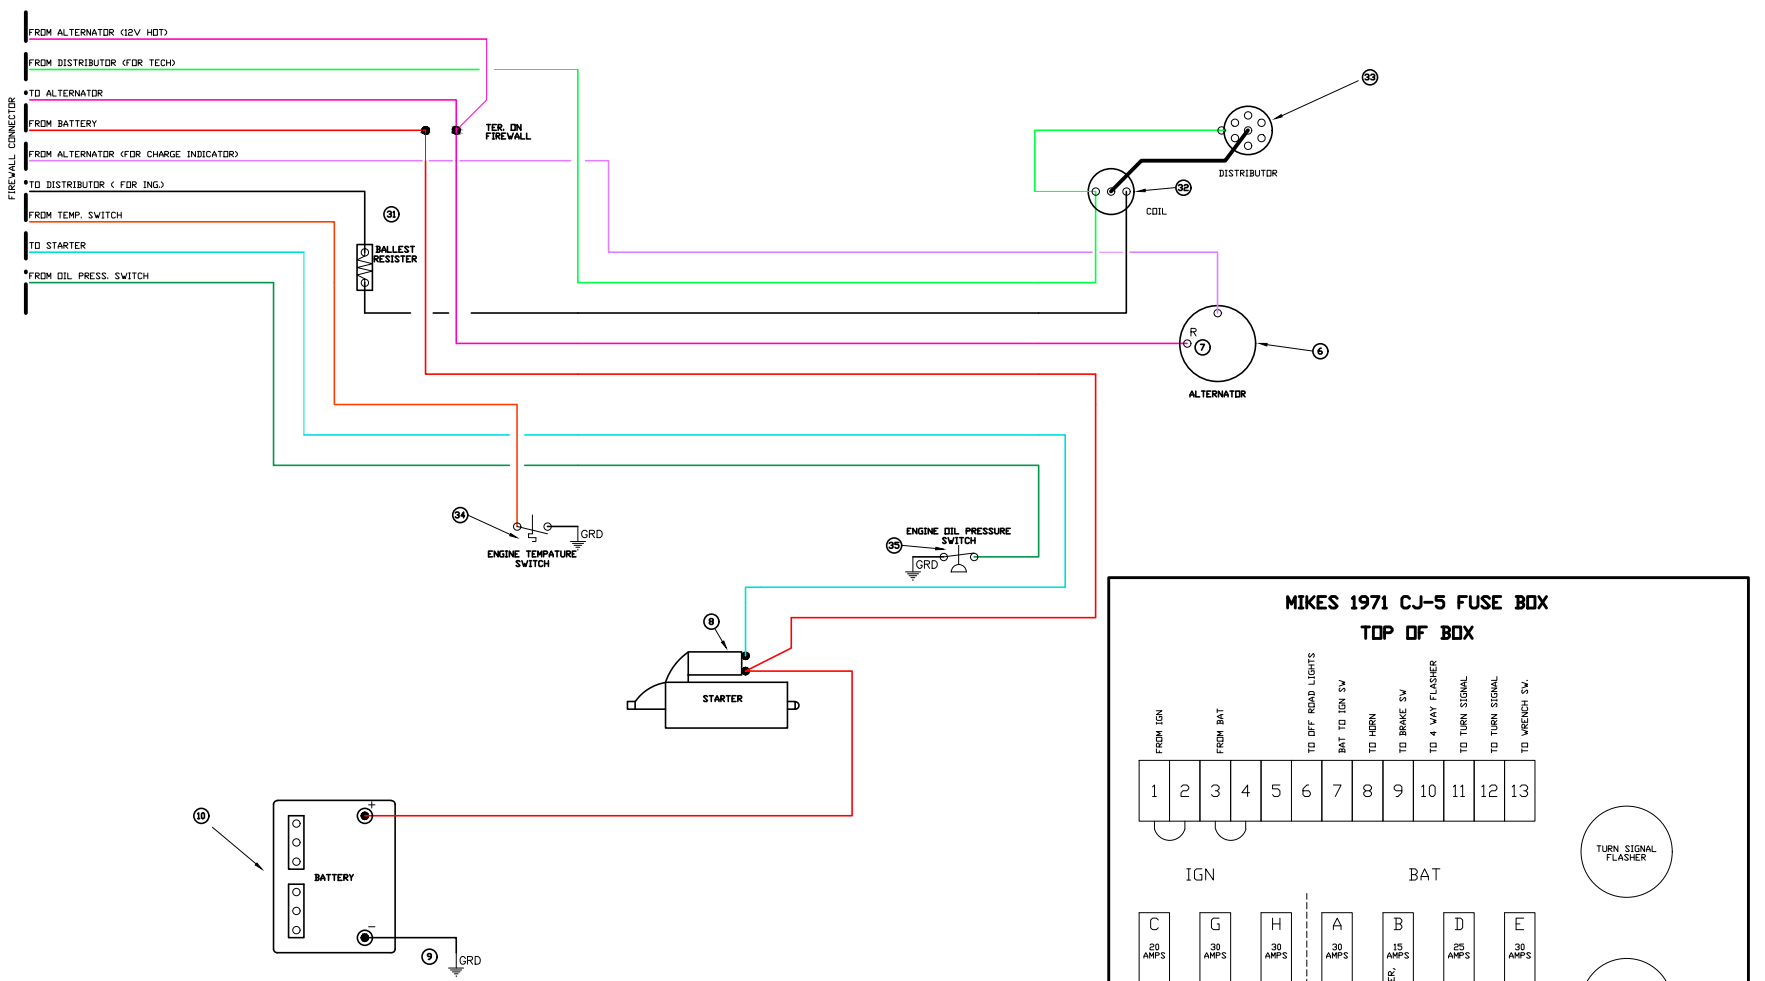 FIREWALL CONNECTOR
FROM ALTERNATOR (12V HOT)
FROM DISTRIBUTOR (FOR TECH)
TO ALTERNATOR
FROM BATTERY
FROM ALTERNATOR (FOR CHARGE INDICATOR)
TO DISTRIBUTOR ( FOR ING.)
FROM TEMP. SWITCH
TO STARTER
FROM OIL PRESS. SWITCH
TER. ON
FIREWALL
31
BALLEST
RESISTER
33
DISTRIBUTOR
32
COIL
R
7
6
ALTERNATOR
34
GRD
ENGINE TEMPATURE
SWITCH
ENGINE OIL PRESSURE
SWITCH
35
GRD
8
STARTER
10
+
BATTERY
-
9
GRD
MIKES 1971 CJ-5 FUSE BOX
TOP OF BOX
FROM IGN
FROM BAT
TO OFF ROAD LIGHTS
BAT TO IGN SW
TO HORN
TO BRAKE SW
TO 4 WAY FLASHER
TO TURN SIGNAL
TO TURN SIGNAL
TO WRENCH SW.
1 2 3 4 5 6 7 8 9 10 11 12 13
TURN SIGNAL
FLASHER
IGN BAT
C G H A B D E
20 30 30 30 15 25 30
AMPS AMPS AMPS AMPS AMPS AMPS AMPS
ER,